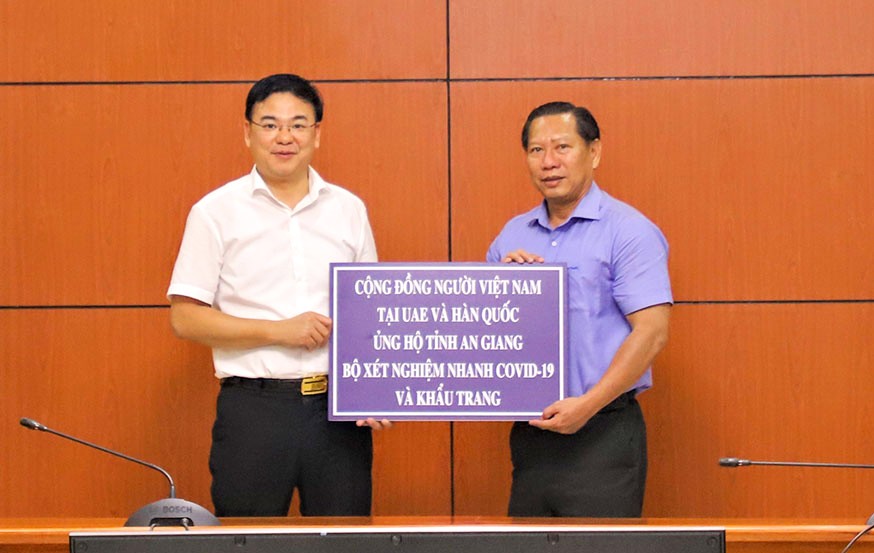 CỘNG ĐỒNG NGƯỜI VIỆT NAM
TẠI UAE VÀ HÀN QUỐC
ỦNG HỘ TỈNH AN GIANG
BỘ XÉT NGHIỆM NHANH COVID-19
VÀ KHẨU TRANG
BOSCH